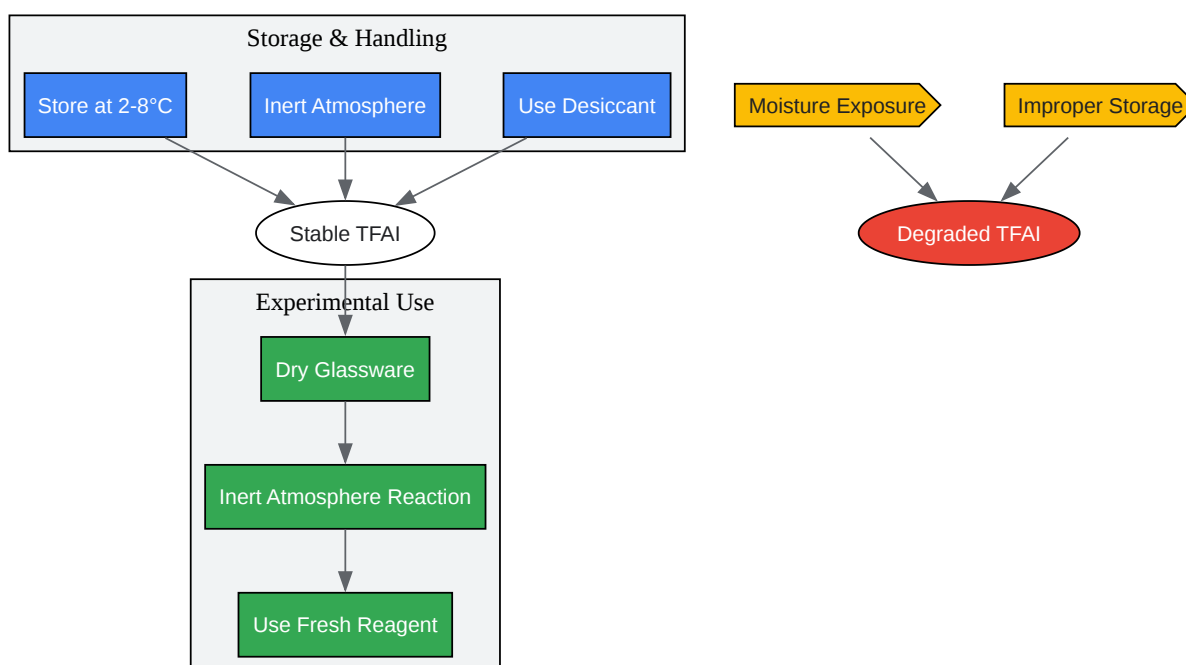 Storage & Handling
Store at 2-8°C
Inert Atmosphere
Use Desiccant
Moisture Exposure
Improper Storage
Stable TFAI
Degraded TFAI
Experimental Use
Dry Glassware
Inert Atmosphere Reaction
Use Fresh Reagent